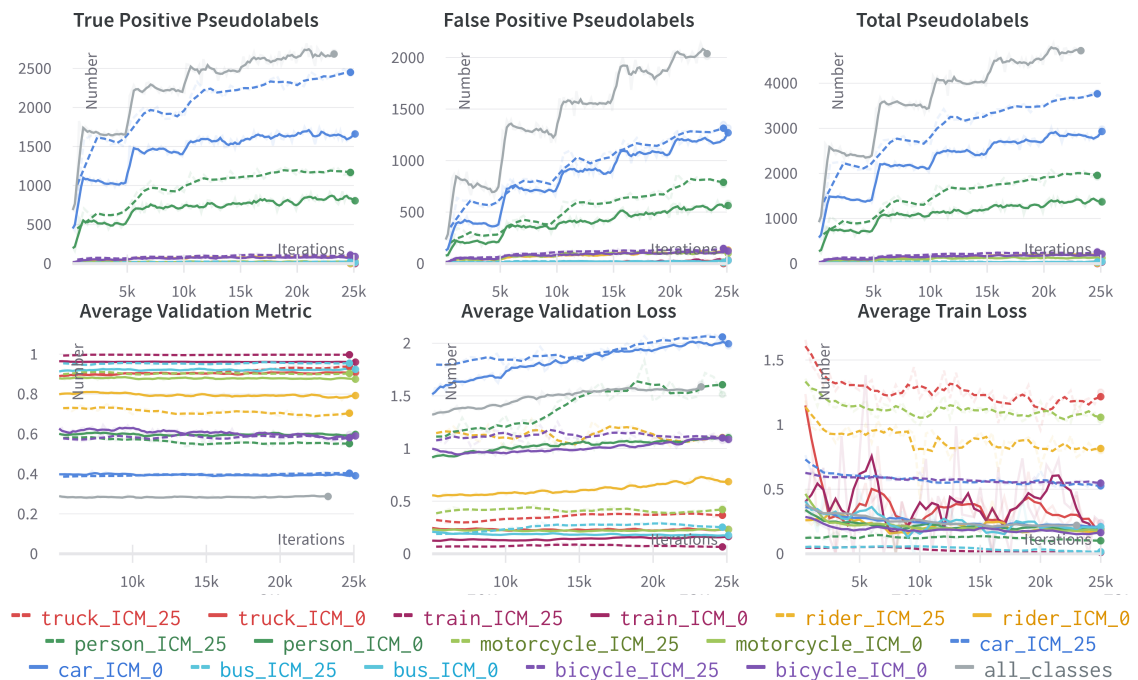 True Positive Pseudolabels False Positive Pseudolabels Total Pseudolabels
Number Number Number
2500 2000 1500 1000 500 0
2000 1500 1000 500 0
4000 3000 2000 1000 0
Iterations Iterations Iterations
5k 10k 15k 20k 25k 5k 10k 15k 20k 25k 5k 10k 15k 20k 25k
Average Validation Metric Average Validation Loss Average Train Loss
Number Number Number
1 0.8 0.6 0.4 0.2 0
2 1.5 1 0.5 0
1.5 1 0.5 0
Iterations Iterations Iterations
10k 15k 20k 25k 10k 15k 20k 25k 5k 10k 15k 20k 25k
truck_ICM_25 truck_ICM_0 train_ICM_25 train_ICM_0 rider_ICM_25 rider_ICM_0
person_ICM_25 person_ICM_0 motorcycle_ICM_25 motorcycle_ICM_0 car_ICM_25
car_ICM_0 bus_ICM_25 bus_ICM_0 bicycle_ICM_25 bicycle_ICM_0 all_classes